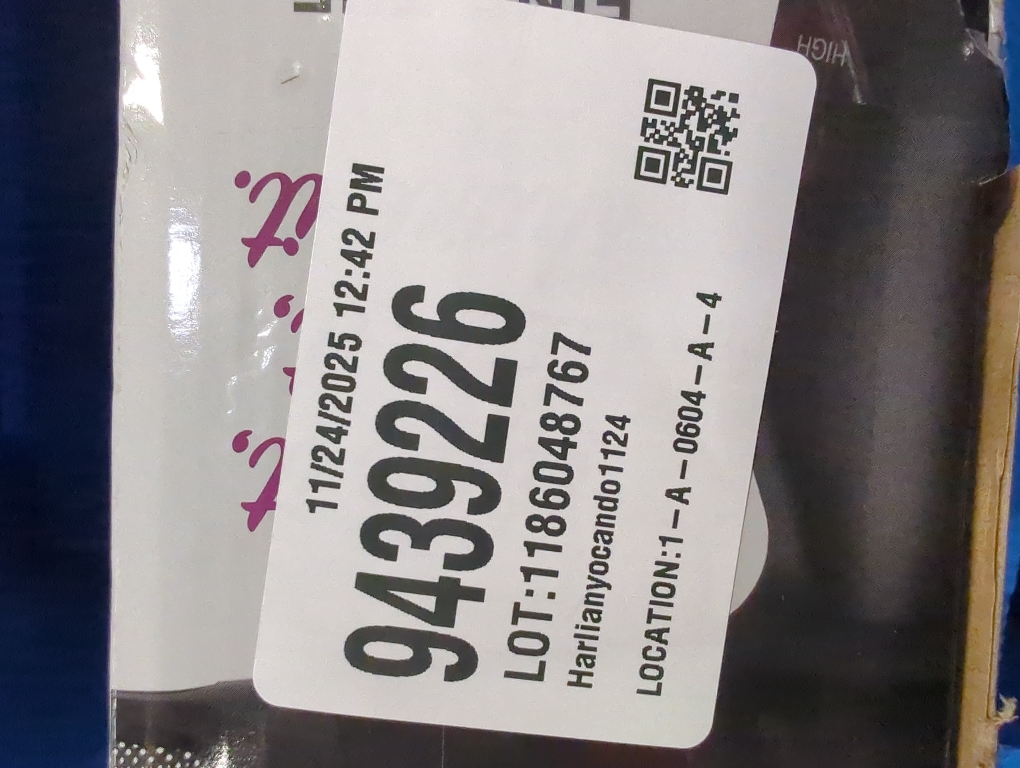 11/24/2025 12:42 PM
9439226
LOT:1186048767
Harlianyocando1124
LOCATION:1-A-0604-A-4
HIGH